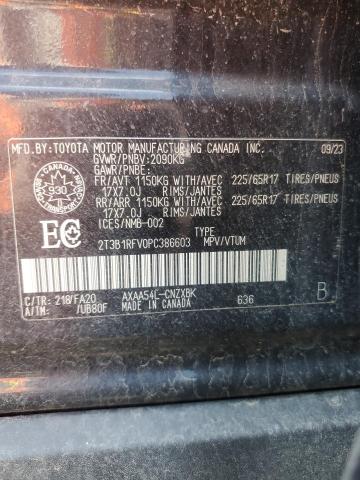 MFD.BY:TOYOTA MOTOR MANUFACTURING CANADA INC. 09/23
GVWR/PNBV:2090KG
GAWR/PNBE:
FR/AVT 1150KG WITH/AVEC 225/65R17 TIRES/PNEUS
17X7.0J RIMS/JANTES
RR/ARR 1150KG WITH/AVEC 225/65R17 TIRES/PNEUS
17X7.0J RIMS/JANTES
ICES/NMB-002 TYPE
2T3B1RFV0PC386603 MPV/VTUM
CANADA
930
EC
C/TR: 218/FA20 AXAA54L-CNZXBK 636 B
A/TM: /UB80F MADE IN CANADA